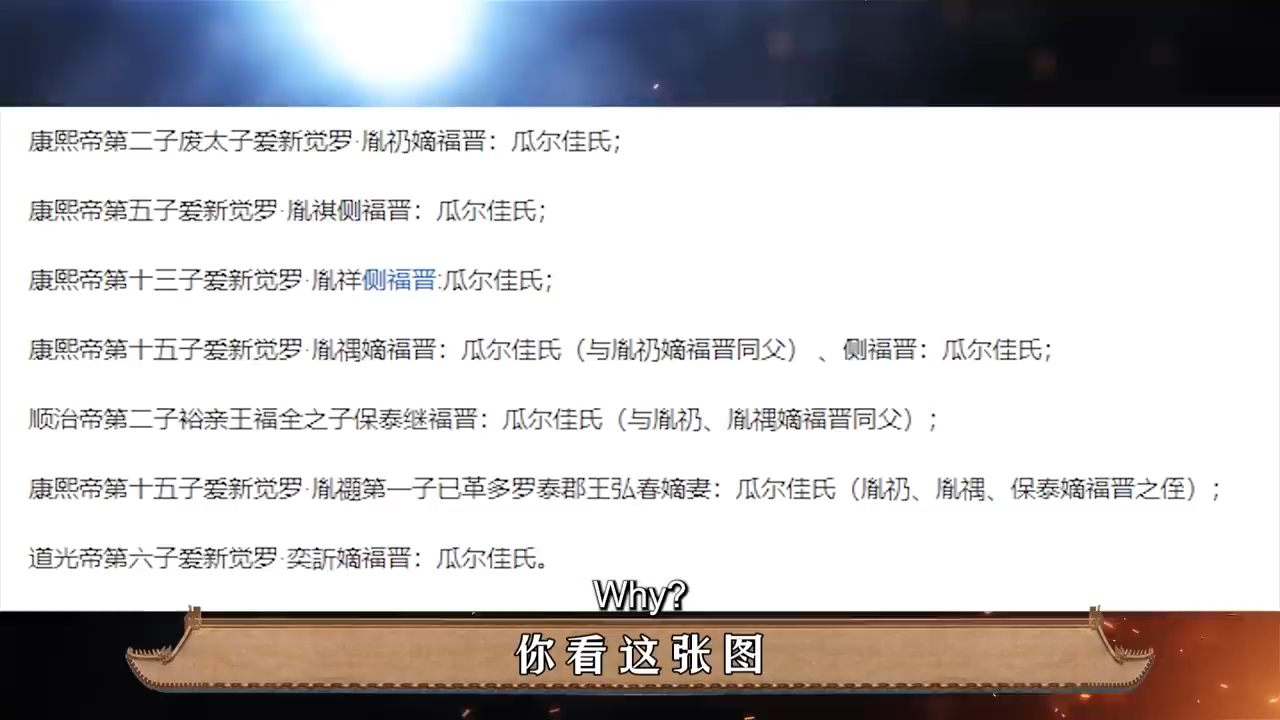 康熙帝第二子废太子爱新觉罗·胤礽嫡福晋：瓜尔佳氏；
康熙帝第五子爱新觉罗·胤祺侧福晋：瓜尔佳氏；
康熙帝第十三子爱新觉罗·胤祥侧福晋:瓜尔佳氏；
康熙帝第十五子爱新觉罗·胤禑嫡福晋：瓜尔佳氏（与胤礽嫡福晋同父）、侧福晋：瓜尔佳氏；
顺治帝第二子裕亲王福全之子保泰继福晋：瓜尔佳氏（与胤礽、胤禑嫡福晋同父）；
康熙帝第十五子爱新觉罗·胤禵第一子已革多罗泰郡王弘春嫡妻：瓜尔佳氏（胤礽、胤禑、保泰嫡福晋之侄）；
道光帝第六子爱新觉罗·奕訢嫡福晋：瓜尔佳氏。
Why?
你看这张图